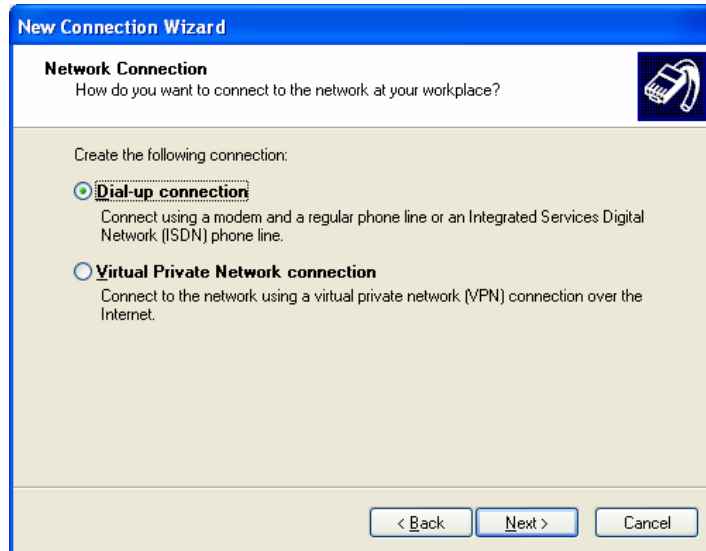 New Connection Wizard
Network Connection
How do you want to connect to the network at your workplace?
Create the following connection:
Dial-up connection
Connect using a modem and a regular phone line or an Integrated Services Digital
Network (ISDN) phone line.
Virtual Private Network connection
Connect to the network using a virtual private network (VPN) connection over the
Internet.
< Back
Next >
Cancel